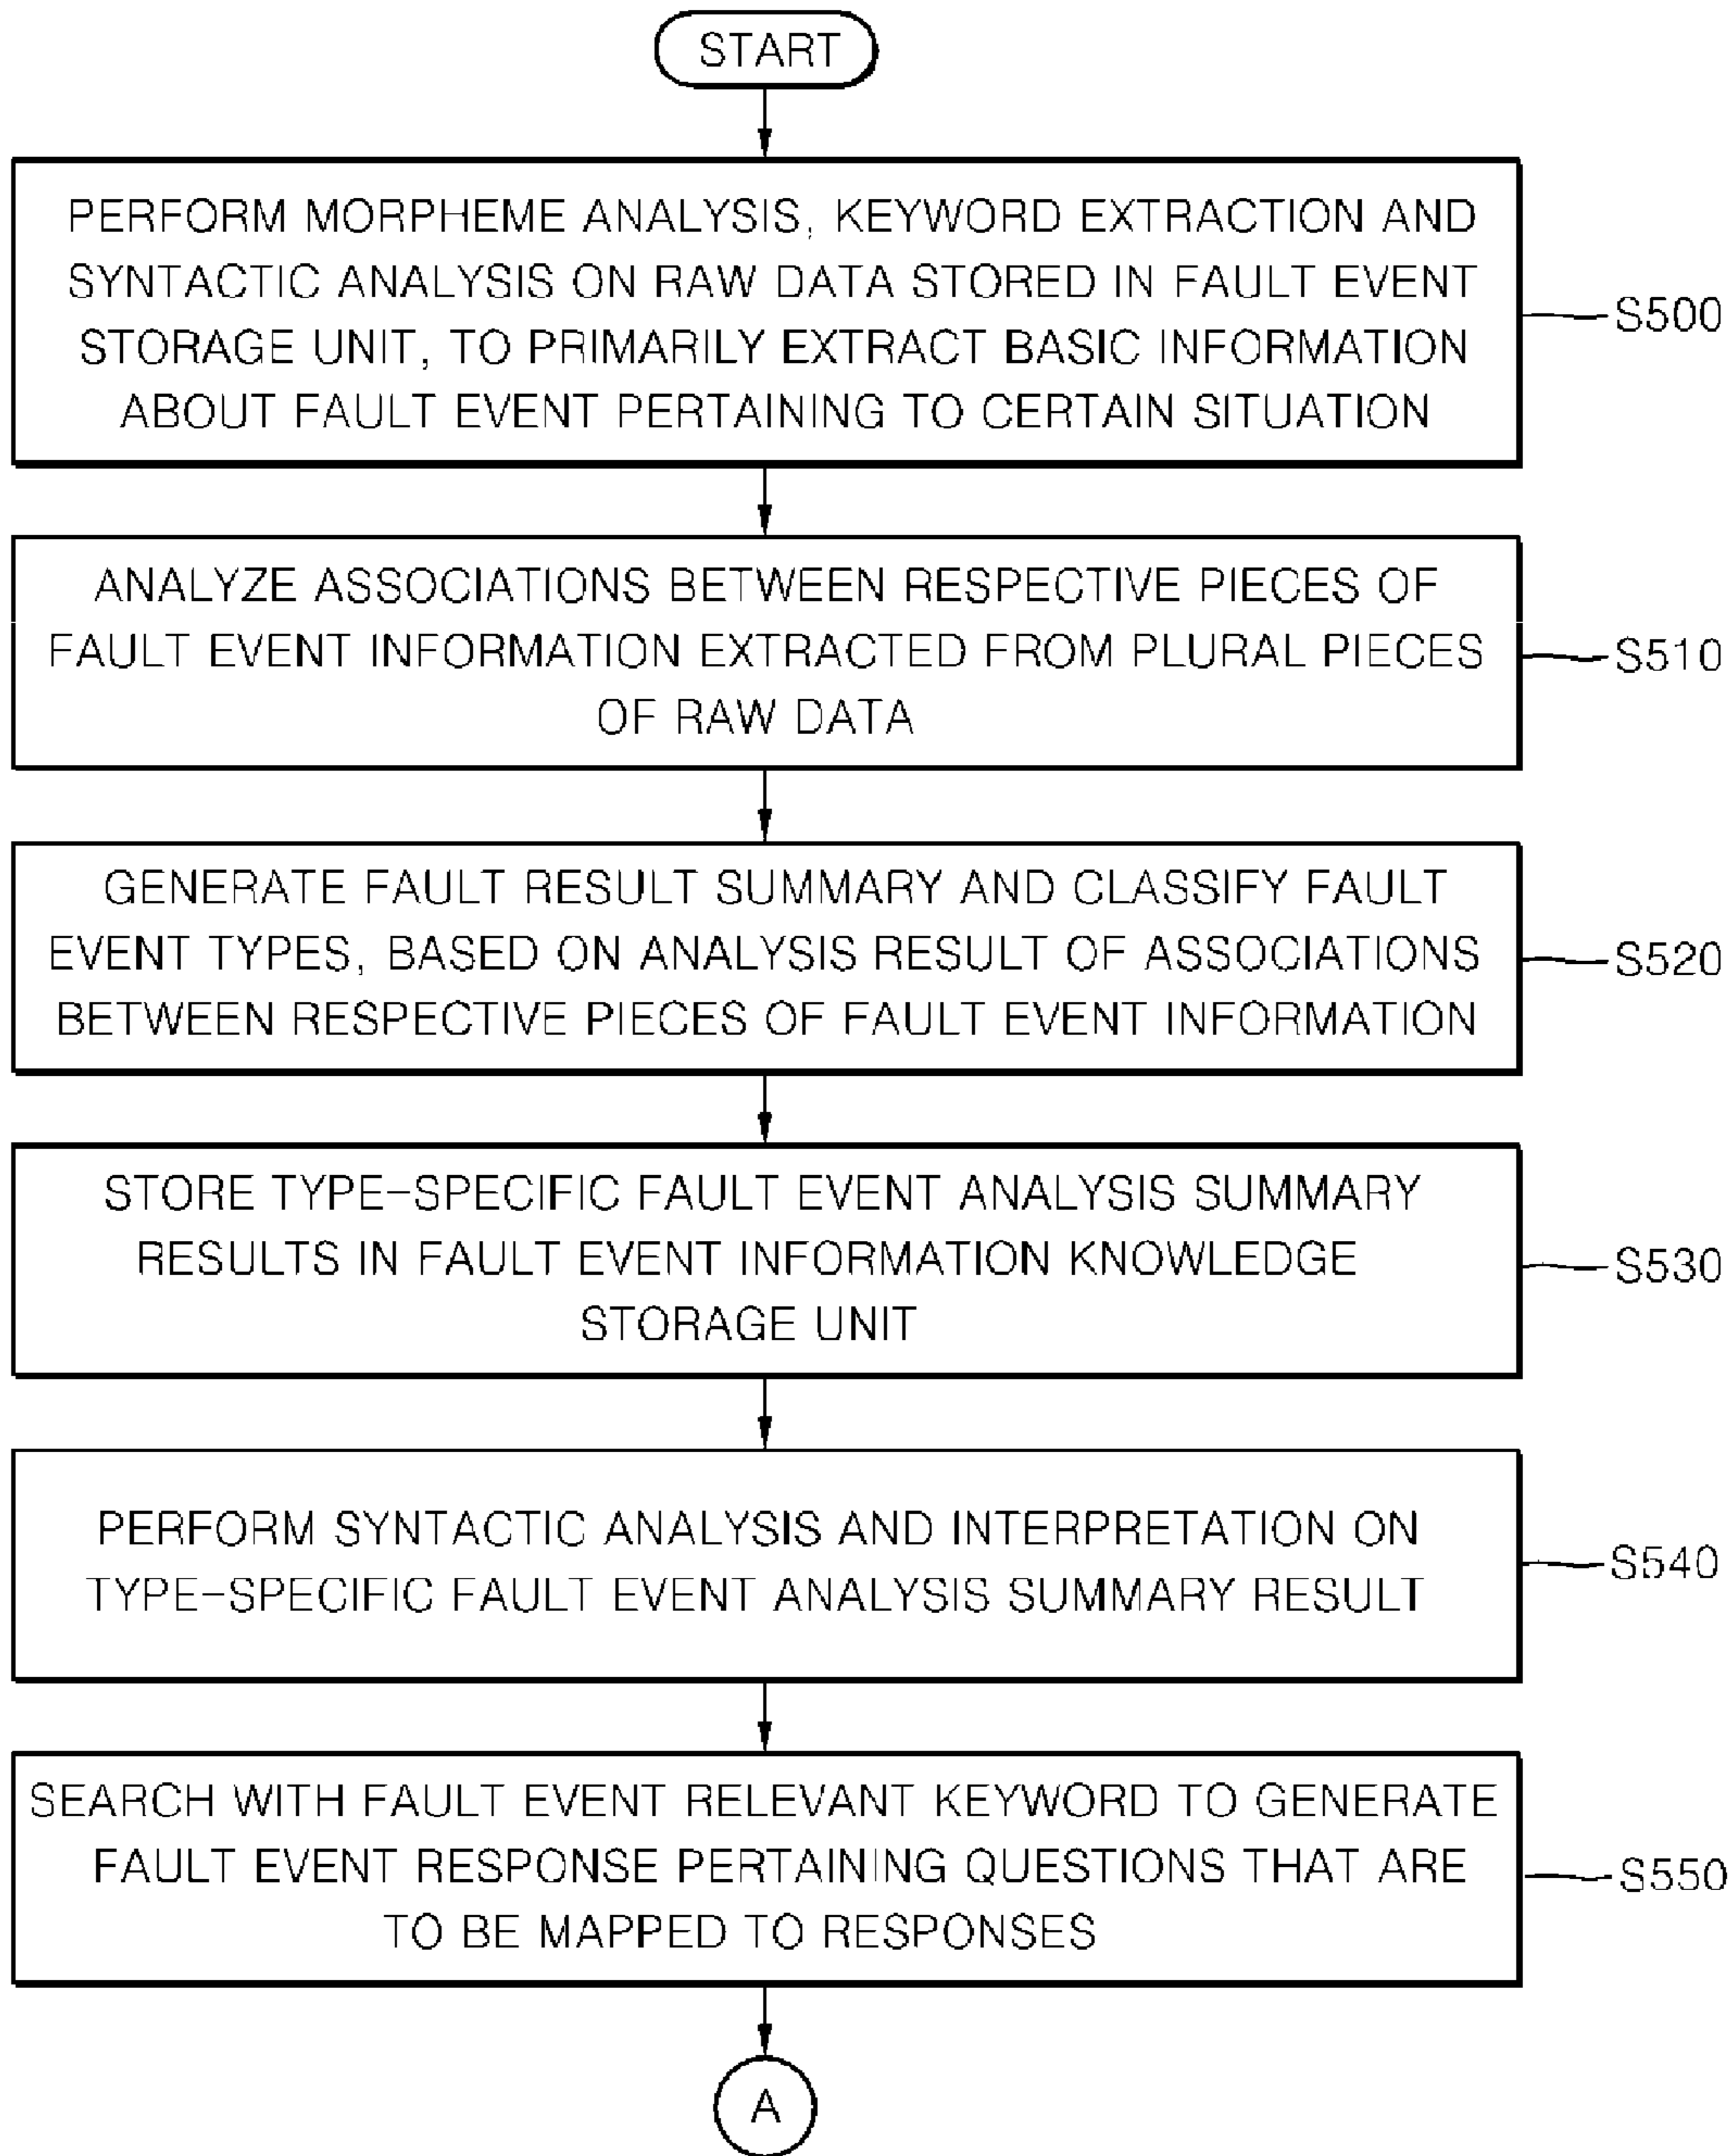 START
PERFORM MORPHEME ANALYSIS, KEYWORD EXTRACTION AND
SYNTACTIC ANALYSIS ON RAW DATA STORED IN FAULT EVENT
STORAGE UNIT, TO PRIMARILY EXTRACT BASIC INFORMATION
ABOUT FAULT EVENT PERTAINING TO CERTAIN SITUATION
S500
ANALYZE ASSOCIATIONS BETWEEN RESPECTIVE PIECES OF
FAULT EVENT INFORMATION EXTRACTED FROM PLURAL PIECES
OF RAW DATA
S510
GENERATE FAULT RESULT SUMMARY AND CLASSIFY FAULT
EVENT TYPES, BASED ON ANALYSIS RESULT OF ASSOCIATIONS
BETWEEN RESPECTIVE PIECES OF FAULT EVENT INFORMATION
S520
STORE TYPE-SPECIFIC FAULT EVENT ANALYSIS SUMMARY
RESULTS IN FAULT EVENT INFORMATION KNOWLEDGE
STORAGE UNIT
S530
PERFORM SYNTACTIC ANALYSIS AND INTERPRETATION ON
TYPE-SPECIFIC FAULT EVENT ANALYSIS SUMMARY RESULT
S540
SEARCH WITH FAULT EVENT RELEVANT KEYWORD TO GENERATE
FAULT EVENT RESPONSE PERTAINING QUESTIONS THAT ARE
TO BE MAPPED TO RESPONSES
S550
A